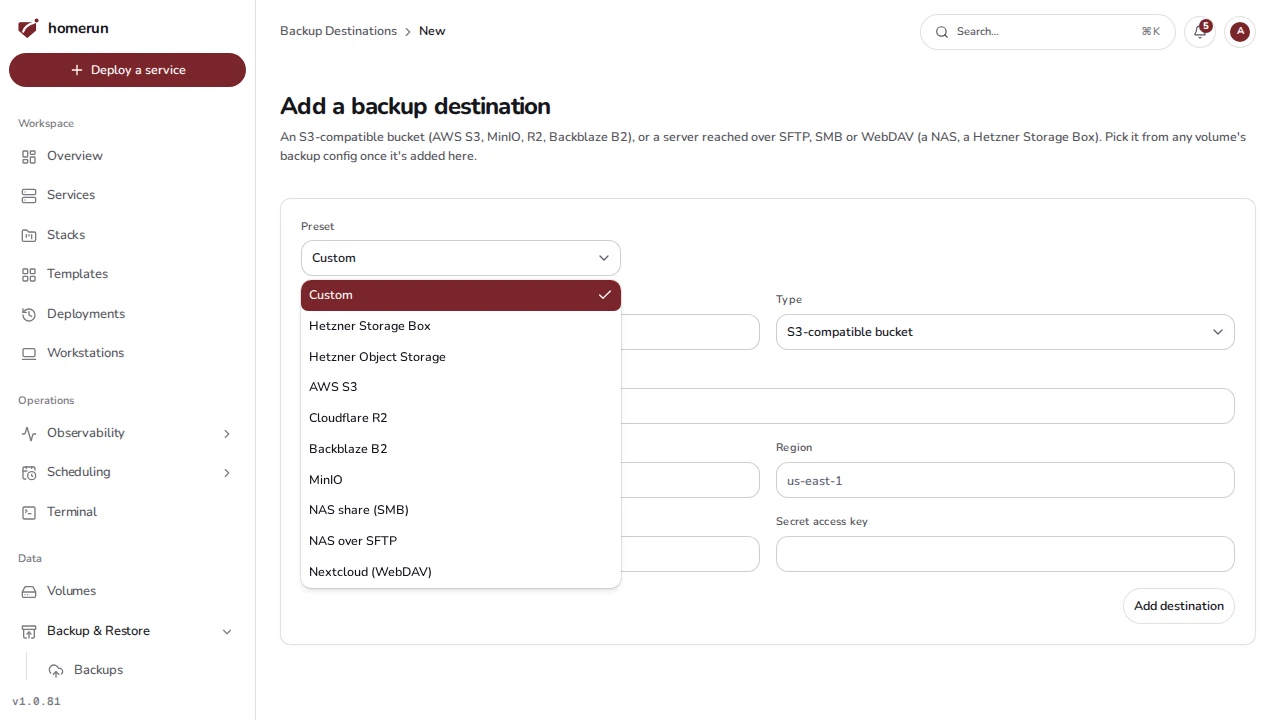 homerun
Deploy a service
Workspace
Overview
Services
Stacks
Templates
Deployments
Workstations
Operations
Observability
Scheduling
Terminal
Data
Volumes
Backup & Restore
Backups
v1.0.81
Backup Destinations > New
Search...
⌘K
5
A
Add a backup destination
An S3-compatible bucket (AWS S3, MinIO, R2, Backblaze B2), or a server reached over SFTP, SMB or WebDAV (a NAS, a Hetzner Storage Box). Pick it from any volume's
backup config once it's added here.
Preset
Custom
Custom
Hetzner Storage Box
Hetzner Object Storage
AWS S3
Cloudflare R2
Backblaze B2
MinIO
NAS share (SMB)
NAS over SFTP
Nextcloud (WebDAV)
Type
S3-compatible bucket
Region
us-east-1
Secret access key
Add destination